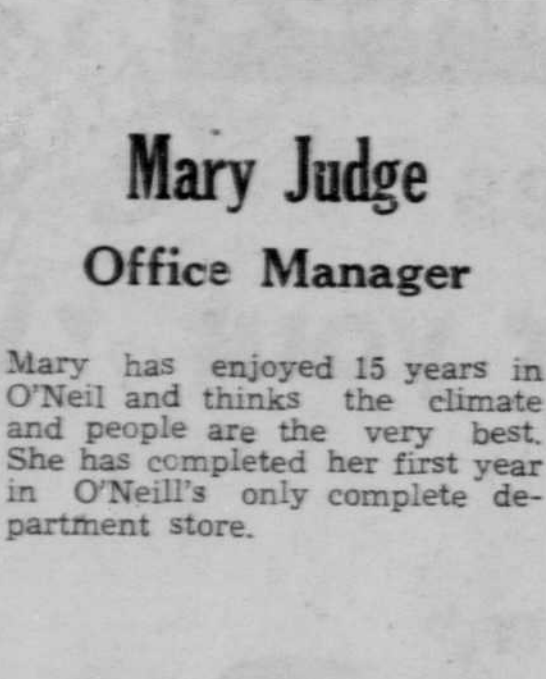 Mary Judge
Office Manager
Mary has enjoyed 15 years in
O'Neil and thinks the climate
and people are the very best.
She has completed her first year
in O'Neill's only complete de-
partment store.